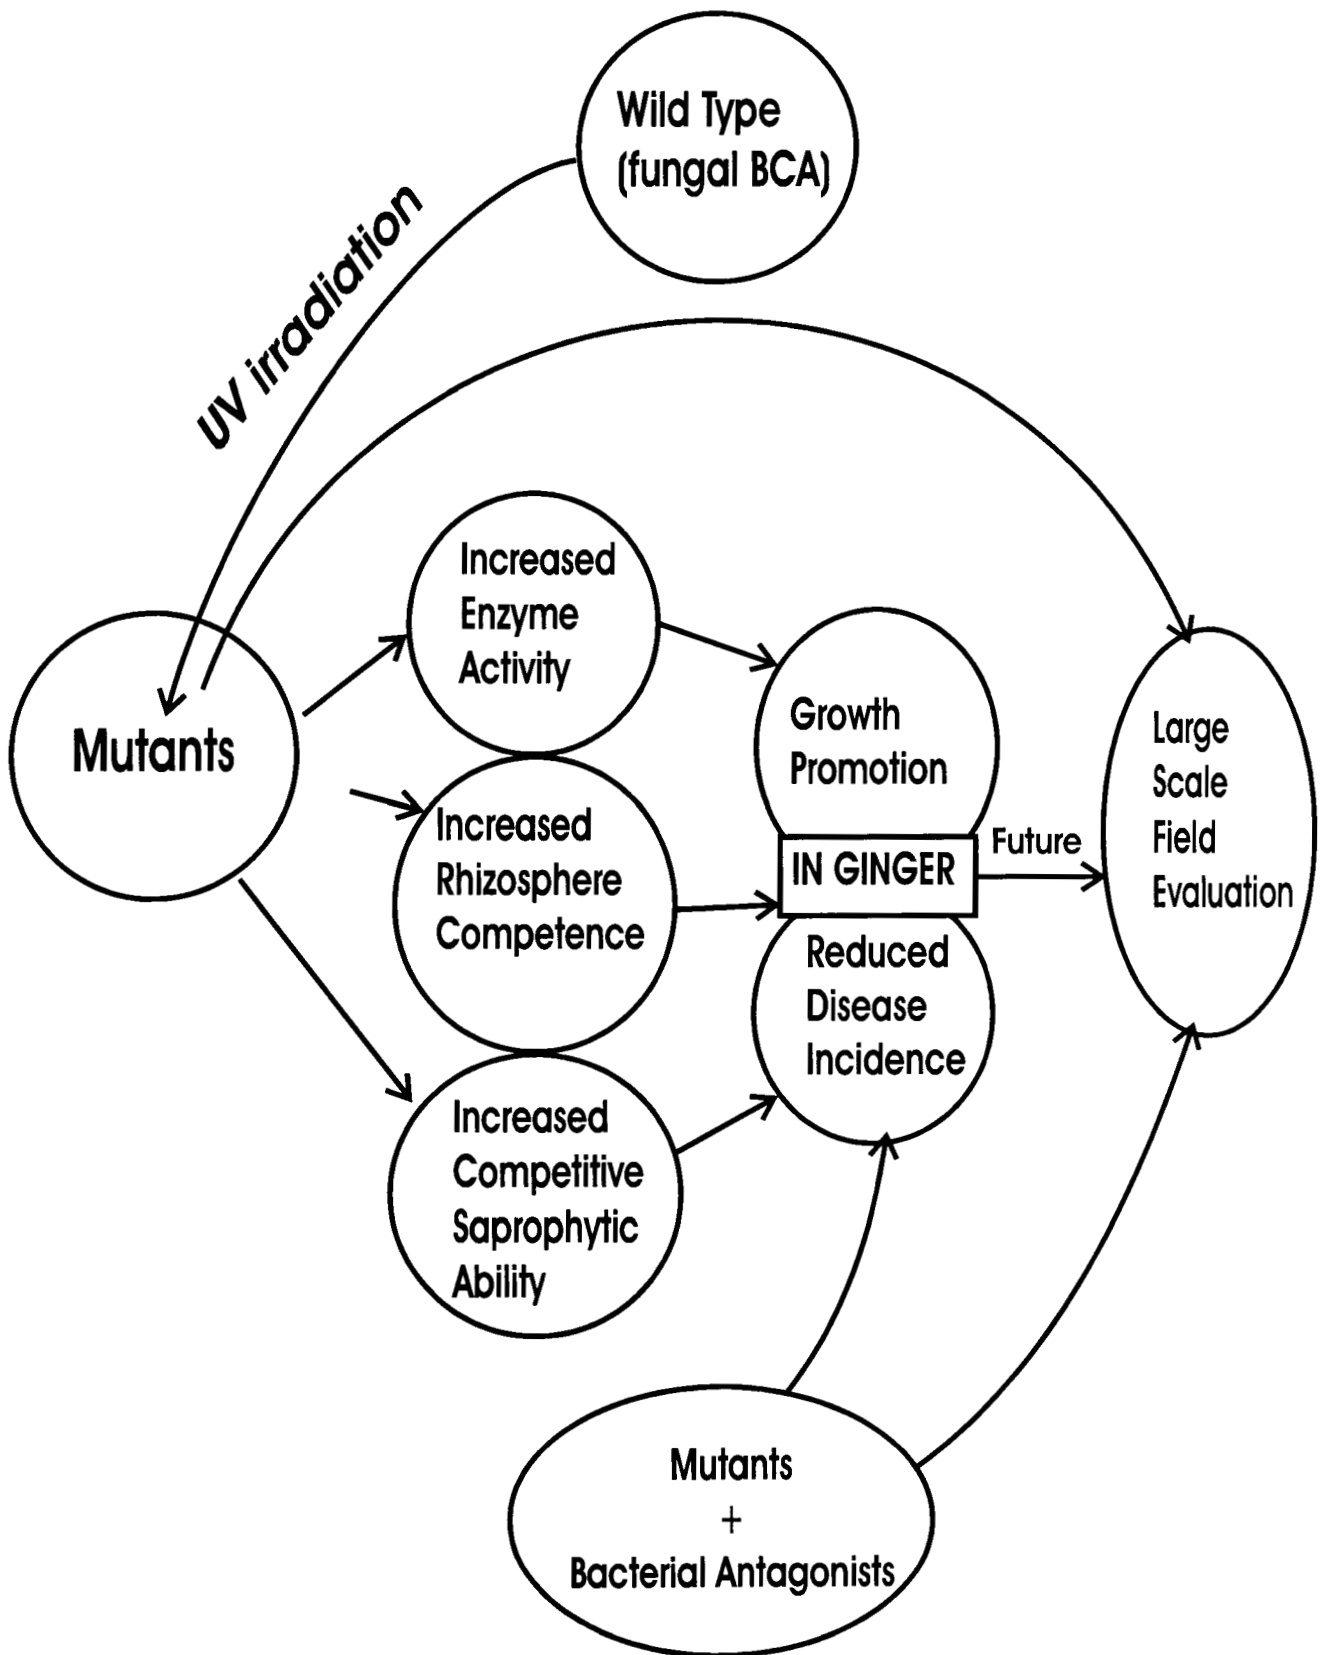 Wild Type
(fungal BCA)
UV irradiation
Mutants
Increased
Enzyme
Activity
Increased
Rhizosphere
Competence
Increased
Competitive
Saprophytic
Ability
Growth
Promotion
IN GINGER
Reduced
Disease
Incidence
Future
Large
Scale
Field
Evaluation
Mutants
+
Bacterial Antagonists